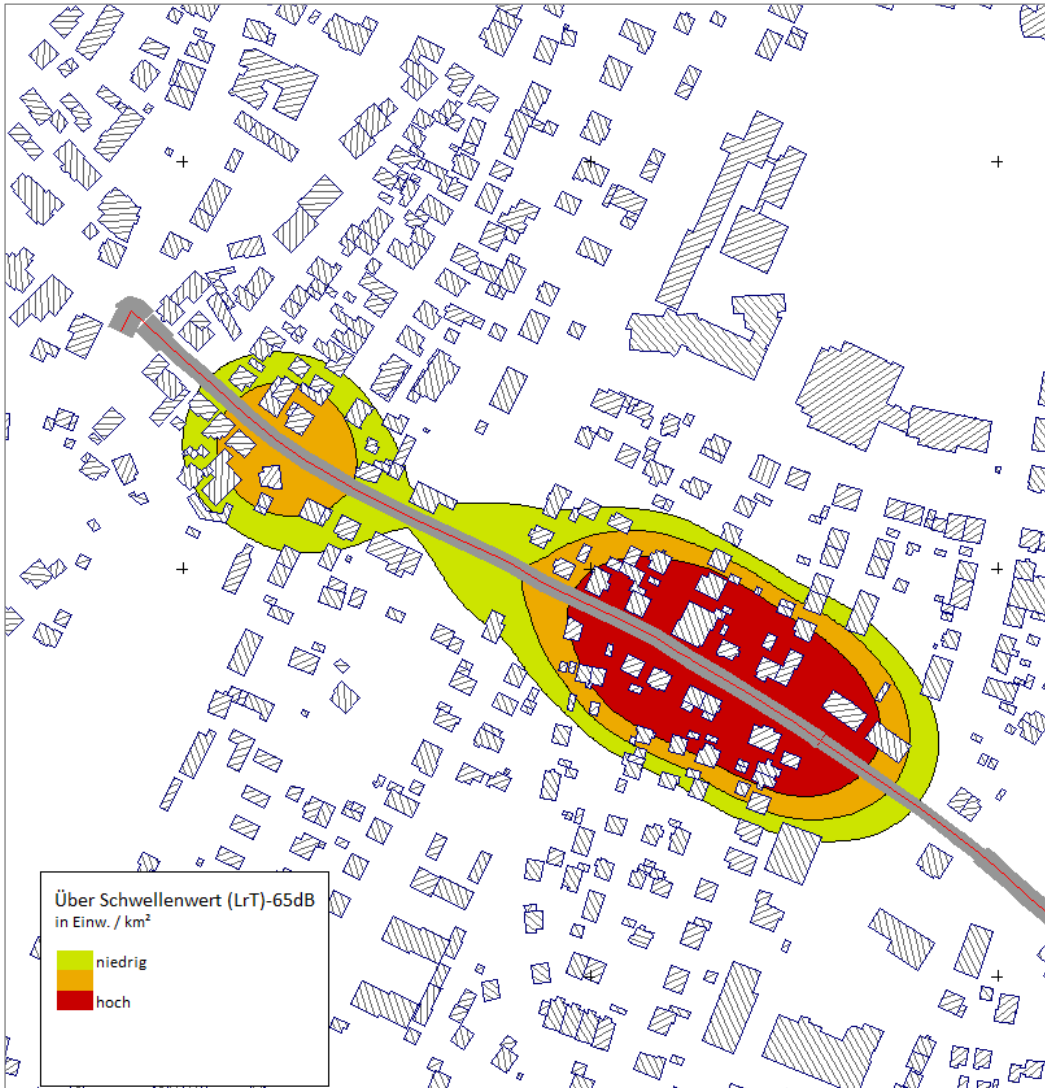 Über Schwellenwert (LrT)-65dB
in Einw. / km²
niedrig
hoch